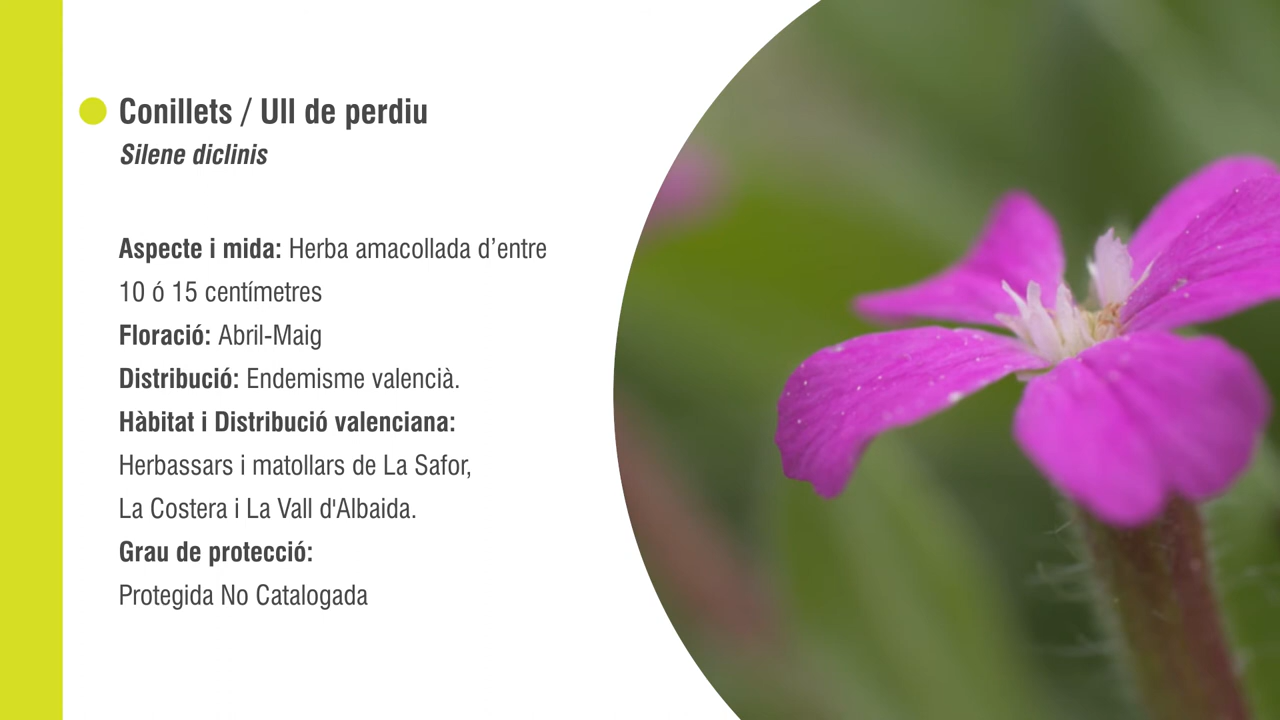 Conillets / Ull de perdiu
Silene diclinis
Aspecte i mida: Herba amacollada d’entre
10 ó 15 centímetres
Floració: Abril-Maig
Distribució: Endemisme valencià.
Hàbitat i Distribució valenciana:
Herbassars i matollars de La Safor,
La Costera i La Vall d'Albaida.
Grau de protecció:
Protegida No Catalogada